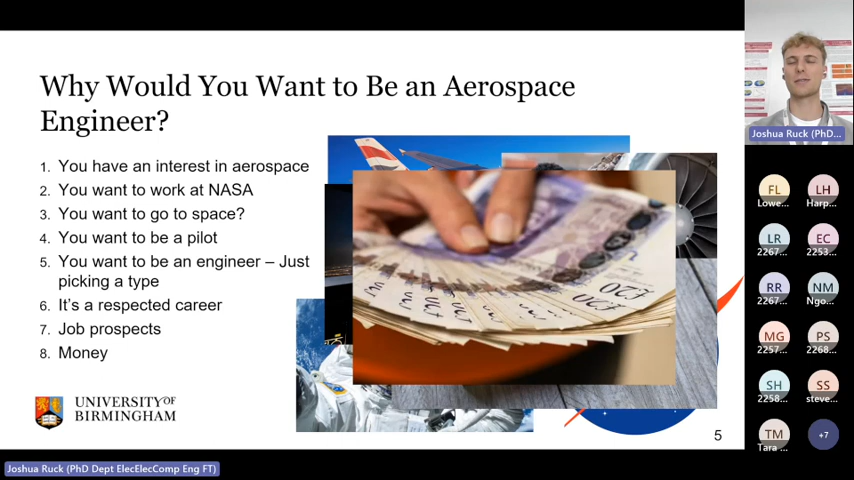 Why Would You Want to Be an Aerospace
Engineer?
1. You have an interest in aerospace
2. You want to work at NASA
3. You want to go to space?
4. You want to be a pilot
5. You want to be an engineer – Just
picking a type
6. It's a respected career
7. Job prospects
8. Money
£20
UNIVERSITY OF
BIRMINGHAM
5
Joshua Ruck (PhD Dept ElecElecComp Eng FT)
Joshua Ruck (PhD...
FL LH
Lowe... Harp...
LR EC
2267... 2253...
RR NM
2267... Ngo...
MG PS
2257... 2268...
SH SS
2258... steve...
TM +7
Tara ...